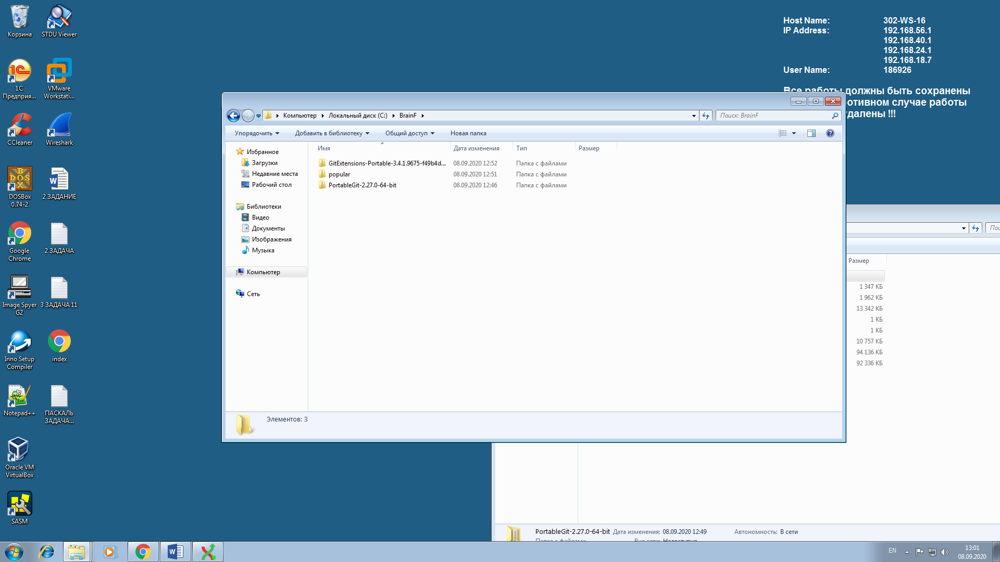 Корзина
STDU Viewer
1С
Предприя...
VMware
Workstati...
CCleaner
Wireshark
DOSBox
0.74-2
2 ЗАДАНИЕ
Google
Chrome
2 ЗАДАЧА
Image Spyer
G2
3 ЗАДАЧА 11
Inno Setup
Compiler
index
Notepad++
ПАСКАЛЬ
ЗАДАЧА...
Oracle VM
VirtualBox
SASM
Host Name: 302-WS-16
IP Address: 192.168.56.1
192.168.40.1
192.168.24.1
192.168.18.7
User Name: 186926
Все работы должны быть сохранены
ротивном случае работы
удалены !!!
Компьютер Локальный диск (C:) BrainF
Поиск: BrainF
Упорядочить Добавить в библиотеку Общий доступ Новая папка
Имя Дата изменения Тип Размер
GitExtensions-Portable-3.4.1.9675-f49b4d... 08.09.2020 12:52 Папка с файлами
popular 08.09.2020 12:51 Папка с файлами
PortableGit-2.27.0-64-bit 08.09.2020 12:46 Папка с файлами
Избранное
Загрузки
Недавние места
Рабочий стол
Библиотеки
Видео
Документы
Изображения
Музыка
Компьютер
Сеть
Элементов: 3
Пои
Размер
1 347 КБ
1 962 КБ
13 342 КБ
1 КБ
1 КБ
10 757 КБ
94 136 КБ
92 336 КБ
PortableGit-2.27.0-64-bit Дата изменения: 08.09.2020 12:49 Автономность: В сети
Папка с файлами Вне сети: Недоступно
EN
13:01
08.09.2020